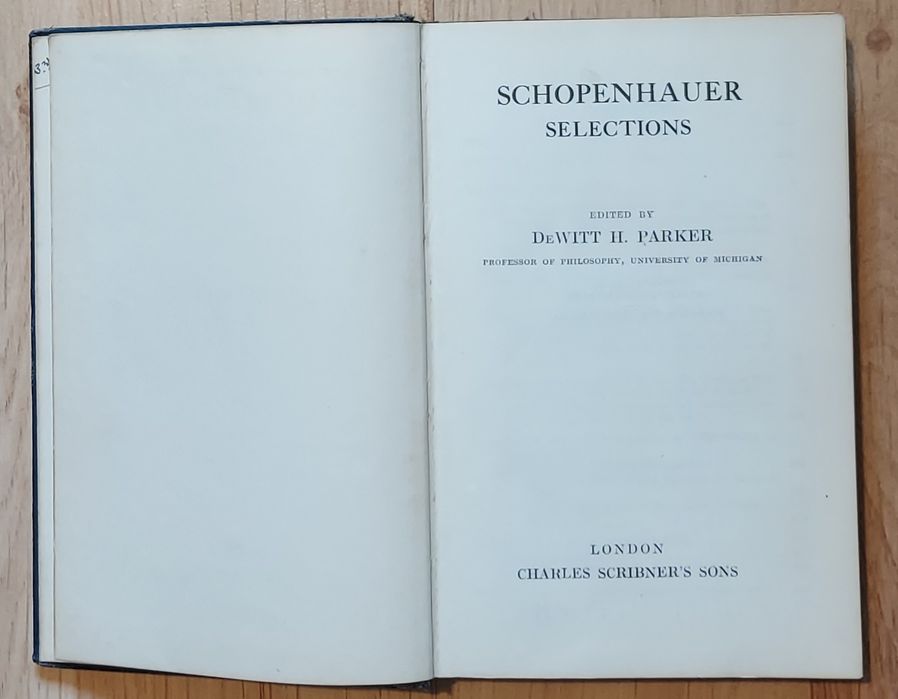 SCHOPENHAUER
SELECTIONS
EDITED BY
DeWITT H. PARKER
PROFESSOR OF PHILOSOPHY, UNIVERSITY OF MICHIGAN
LONDON
CHARLES SCRIBNER'S SONS